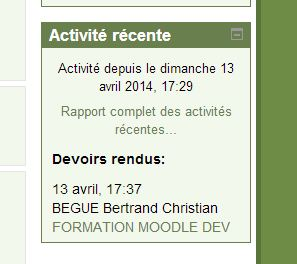 Activité récente
Activité depuis le dimanche 13
avril 2014, 17:29
Rapport complet des activités
récentes...
Devoirs rendus:
13 avril, 17:37
BEGUE Bertrand Christian
FORMATION MOODLE DEV